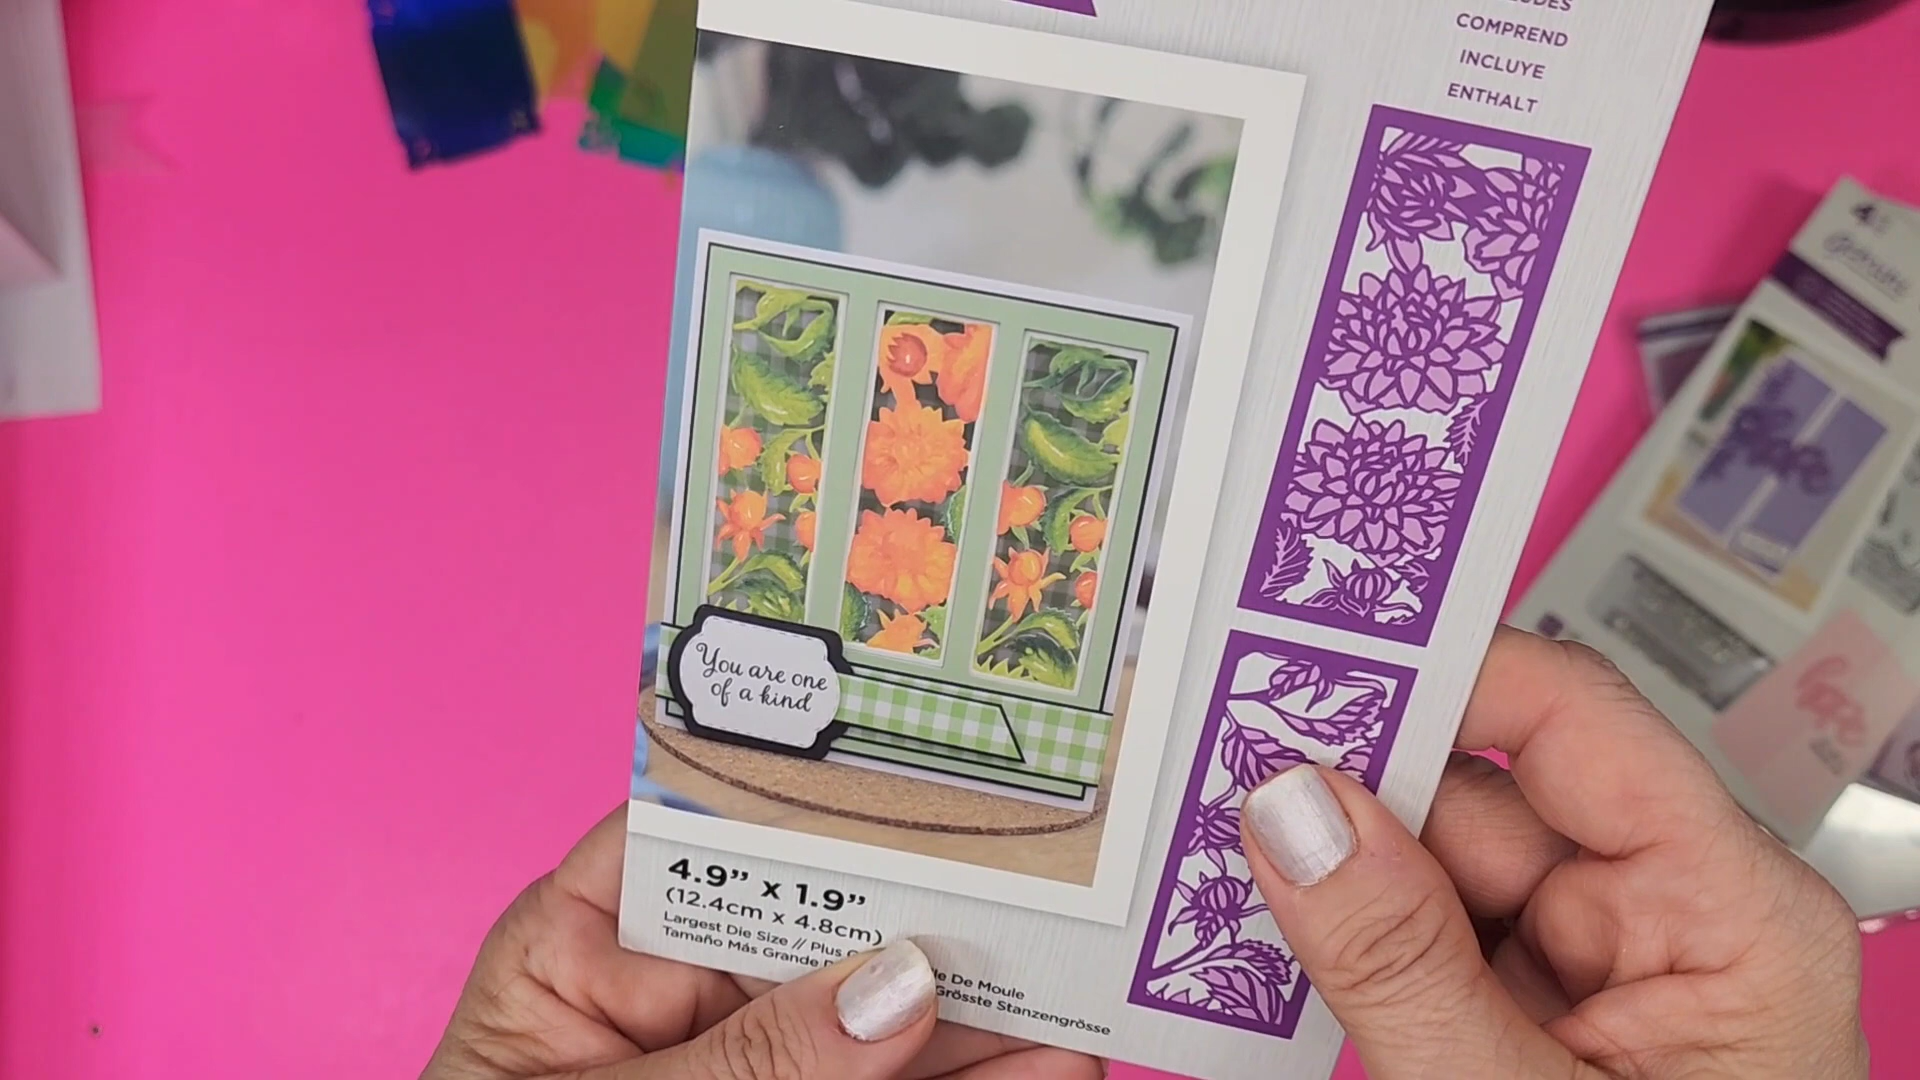 COMPREND
INCLUYE
ENTHALT
You are one
of a kind
4.9” x 1.9”
(12.4cm x 4.8cm)
Largest Die Size // Plus
Tamaño Más Grande
De Moule
Grösste Stanzengrösse
hope